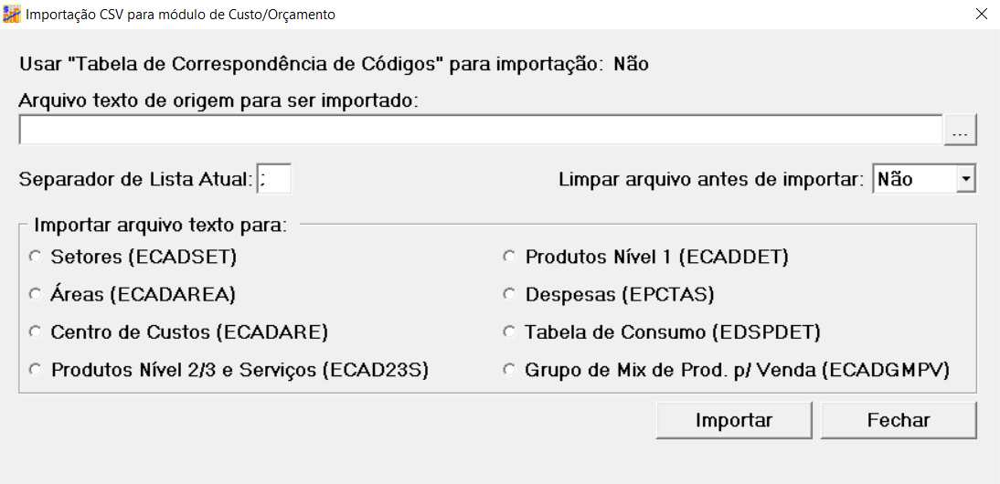 Importação CSV para módulo de Custo/Orçamento
Usar "Tabela de Correspondência de Códigos" para importação: Não
Arquivo texto de origem para ser importado:
...
Separador de Lista Atual: ;
Limpar arquivo antes de importar: Não
Importar arquivo texto para:
Setores (ECADSET)
Produtos Nível 1 (ECADDET)
Áreas (ECADAREA)
Despesas (EPCTAS)
Centro de Custos (ECADARE)
Tabela de Consumo (EDSPDET)
Produtos Nível 2/3 e Serviços (ECAD23S)
Grupo de Mix de Prod. p/ Venda (ECADGMPV)
Importar
Fechar